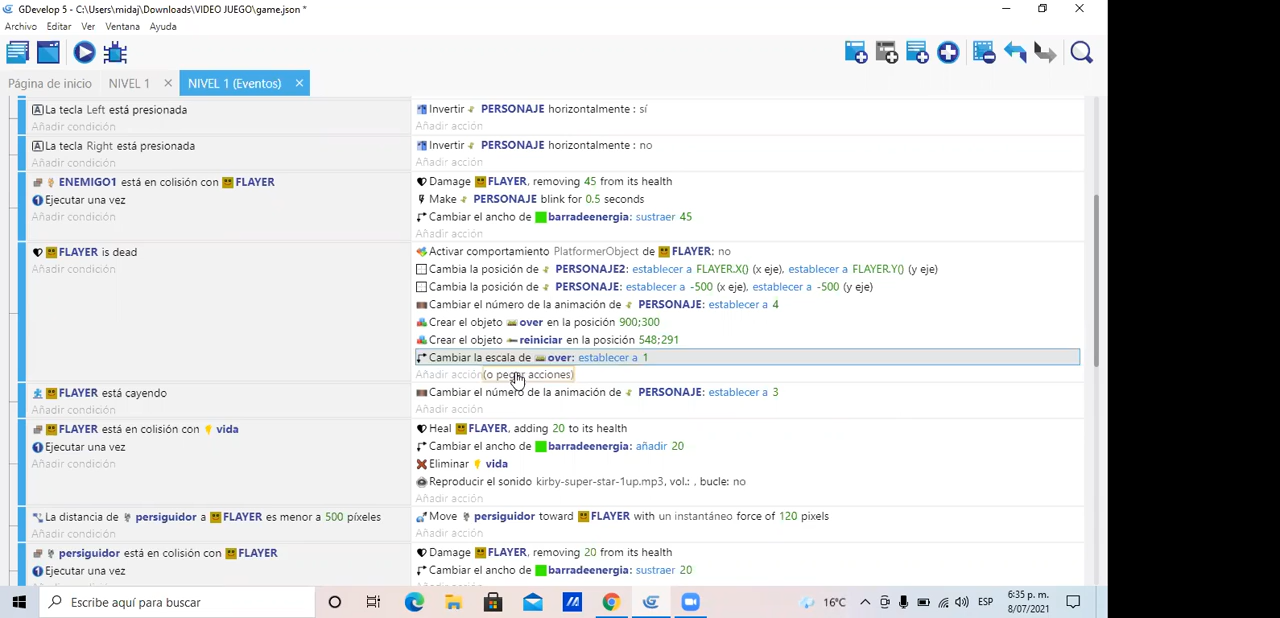 GDevelop 5 - C:\Users\midaj\Downloads\VIDEO JUEGO\game.json *
Archivo Editar Ver Ventana Ayuda
Página de inicio NIVEL 1 × NIVEL 1 (Eventos) ×
La tecla Left está presionada Invertir PERSONAJE horizontalmente : sí
Añadir condición Añadir acción
La tecla Right está presionada Invertir PERSONAJE horizontalmente : no
Añadir condición Añadir acción
ENEMIGO1 está en colisión con FLAYER Damage FLAYER, removing 45 from its health
Ejecutar una vez Make PERSONAJE blink for 0.5 seconds
Añadir condición Cambiar el ancho de barradeenergia: sustraer 45
Añadir acción
FLAYER is dead Activar comportamiento PlatformerObject de FLAYER: no
Añadir condición Cambia la posición de PERSONAJE2: establecer a FLAYER.X() (x eje), establecer a FLAYER.Y() (y eje)
Cambia la posición de PERSONAJE: establecer a -500 (x eje), establecer a -500 (y eje)
Cambiar el número de la animación de PERSONAJE: establecer a 4
Crear el objeto over en la posición 900;300
Crear el objeto reiniciar en la posición 548;291
Cambiar la escala de over: establecer a 1
Añadir acción (o pegar acciones)
FLAYER está cayendo Cambiar el número de la animación de PERSONAJE: establecer a 3
Añadir condición Añadir acción
FLAYER está en colisión con vida Heal FLAYER, adding 20 to its health
Ejecutar una vez Cambiar el ancho de barradeenergia: añadir 20
Añadir condición Eliminar vida
Reproducir el sonido kirby-super-star-1up.mp3, vol.: , bucle: no
Añadir acción
La distancia de persiguidor a FLAYER es menor a 500 píxeles Move persiguidor toward FLAYER with un instantáneo force of 120 pixels
Añadir condición Añadir acción
persiguidor está en colisión con FLAYER Damage FLAYER, removing 20 from its health
Ejecutar una vez Cambiar el ancho de barradeenergia: sustraer 20
Escribe aquí para buscar 16°C ESP 6:35 p. m.
8/07/2021